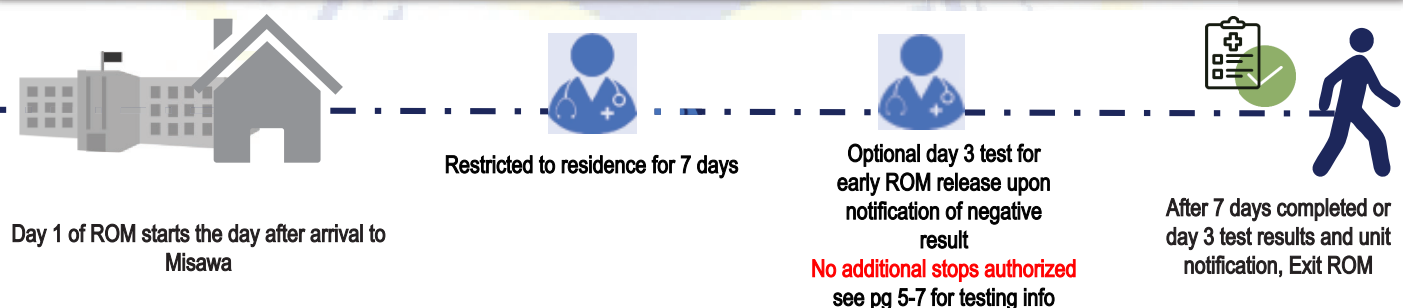 Day 1 of ROM starts the day after arrival to
Misawa
Restricted to residence for 7 days
Optional day 3 test for
early ROM release upon
notification of negative
result
No additional stops authorized
see pg 5-7 for testing info
After 7 days completed or
day 3 test results and unit
notification, Exit ROM